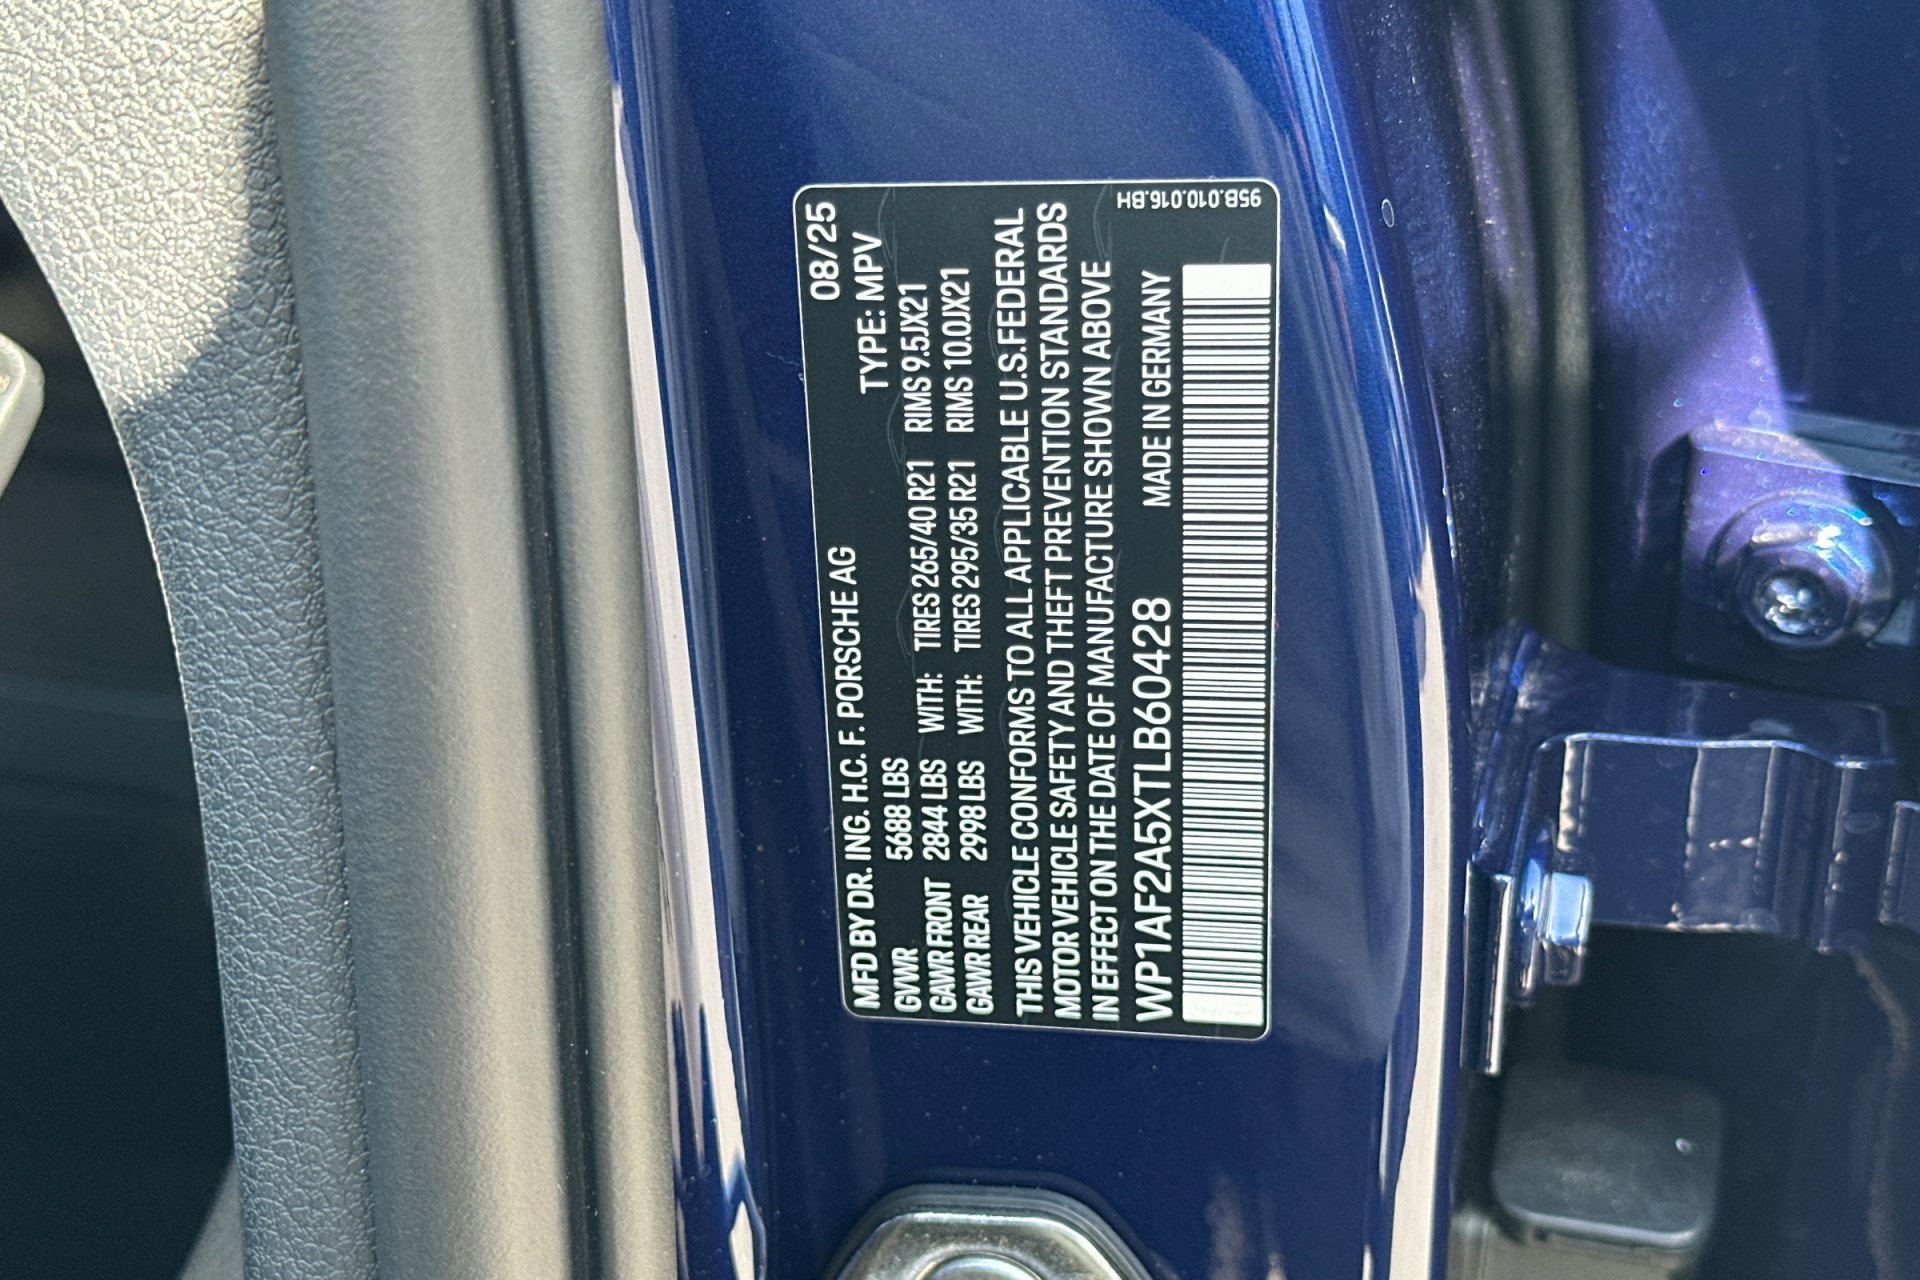 MFD BY DR. ING. H.C. F. PORSCHE AG 08/25
GVWR 5688 LBS TYPE: MPV
GAWR FRONT 2844 LBS WITH: TIRES 265/40 R21 RIMS 9.5JX21
GAWR REAR 2998 LBS WITH: TIRES 295/35 R21 RIMS 10.0JX21
THIS VEHICLE CONFORMS TO ALL APPLICABLE U.S. FEDERAL
MOTOR VEHICLE SAFETY AND THEFT PREVENTION STANDARDS
IN EFFECT ON THE DATE OF MANUFACTURE SHOWN ABOVE
WP1AF2A5XTLB60428 MADE IN GERMANY
95B.010.016.BH